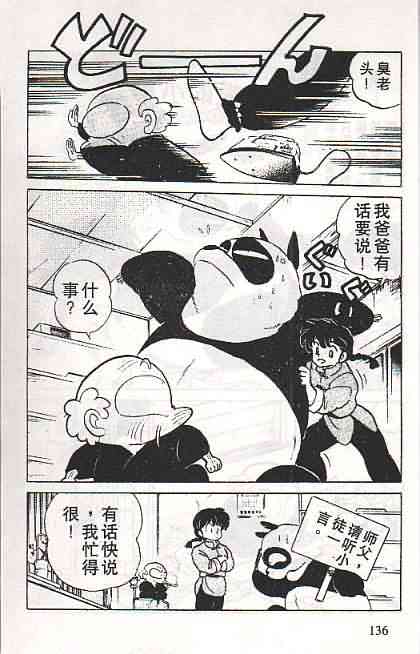 どーん
臭老
头！
我爸爸有
话要说！
什么
事？
师父，
请听小
徒一
言。
有话快说
，我忙得
很！
136